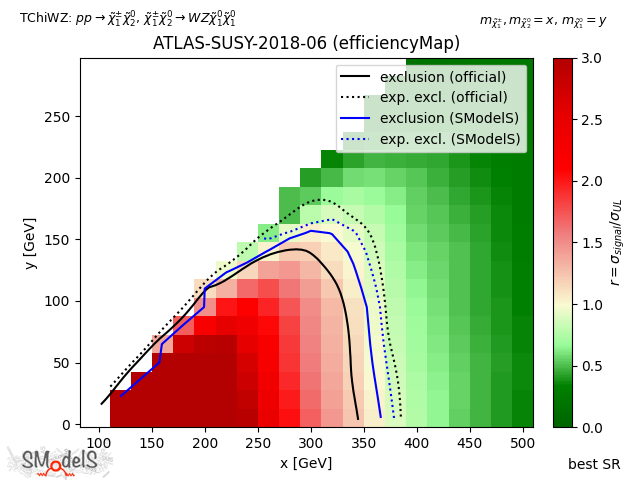 TChiWZ: pp → χ̃₁^± χ̃₂⁰, χ̃₁^± χ̃₂⁰ → WZχ̃₁⁰χ̃₁⁰
m_χ̃₁^±, m_χ̃₂⁰ = x, m_χ̃₁⁰ = y
ATLAS-SUSY-2018-06 (efficiencyMap)
exclusion (official)
exp. excl. (official)
exclusion (SModelS)
exp. excl. (SModelS)
y [GeV]
250
200
150
100
50
0
100 150 200 250 300 350 400 450 500
x [GeV]
3.0
2.5
2.0
1.5
1.0
0.5
0.0
r = σ_signal/σ_UL
best SR
SModelS